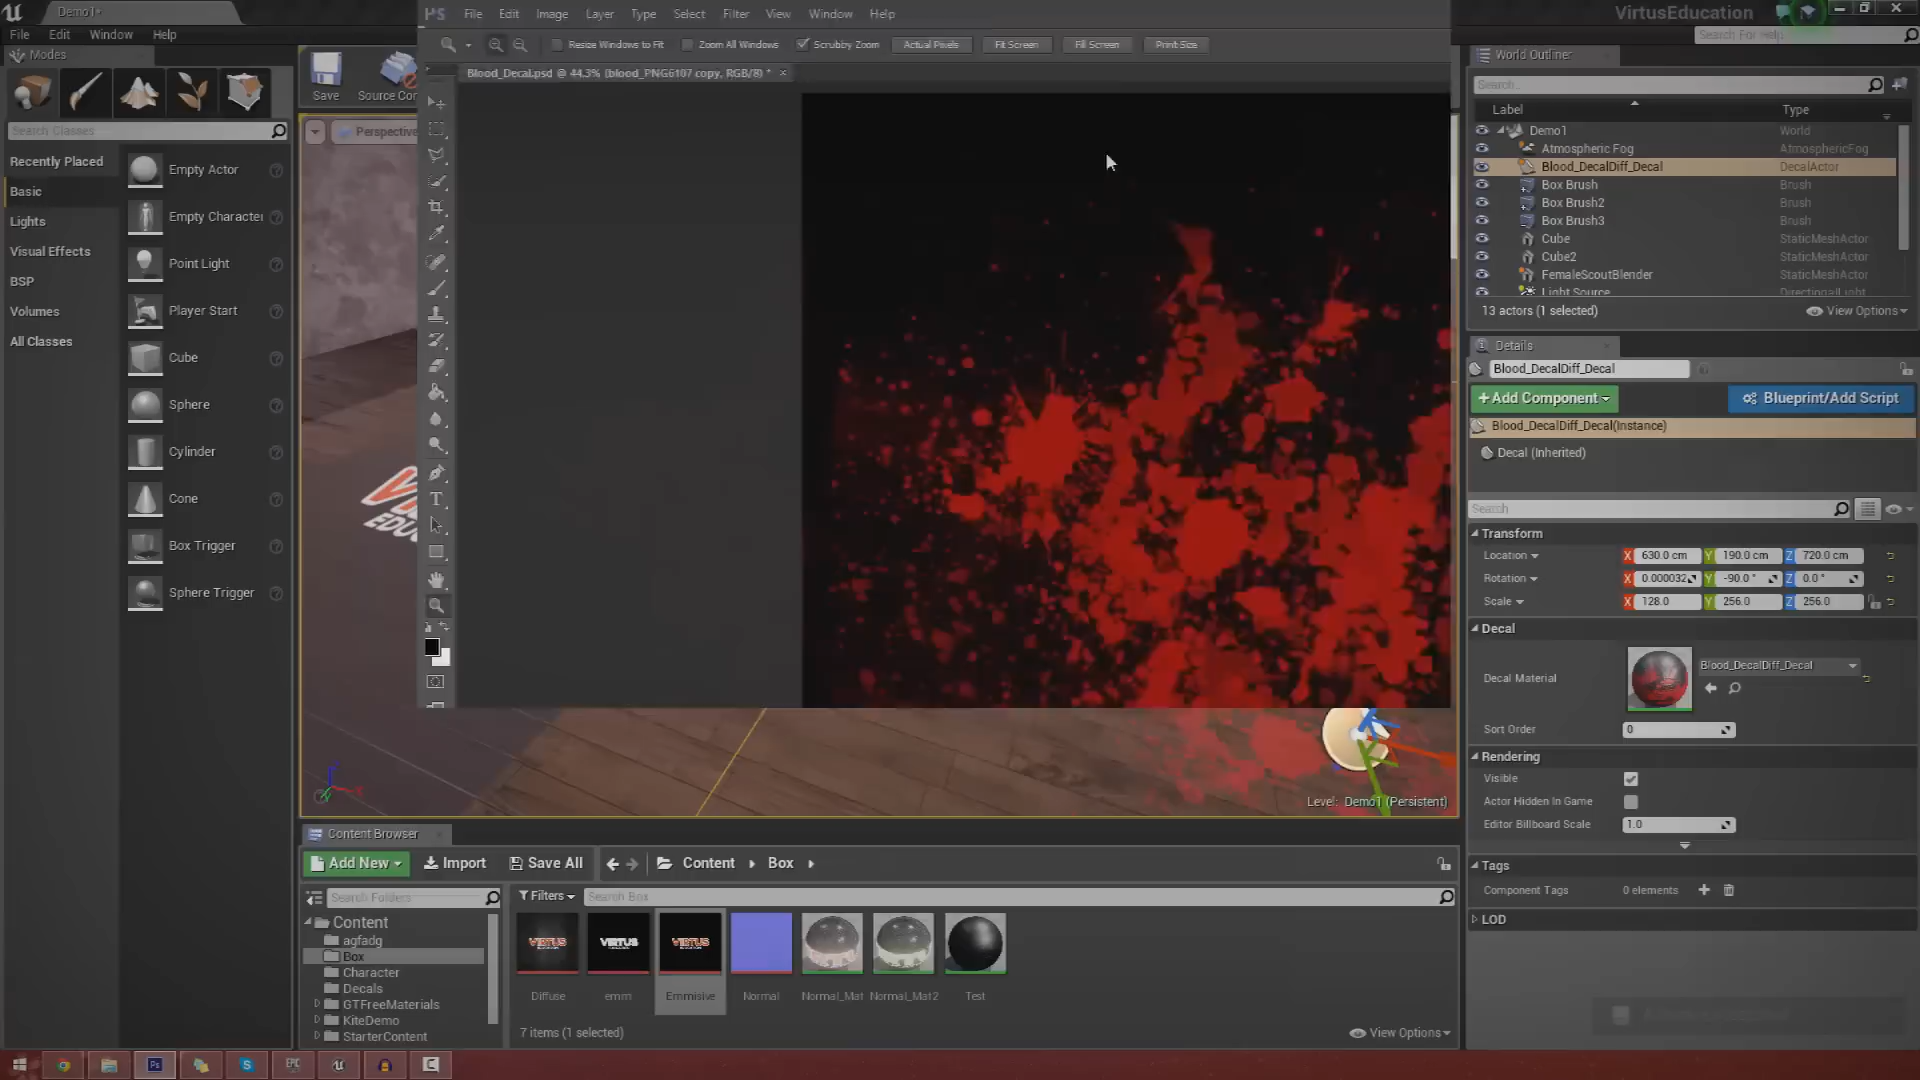 Demo1*
File Edit Window Help
Modes
Search Classes
Recently Placed
Basic
Lights
Visual Effects
BSP
Volumes
All Classes
Empty Actor
Empty Character
Point Light
Player Start
Cube
Sphere
Cylinder
Cone
Box Trigger
Sphere Trigger
Save
Source Con
Perspective
PS File Edit Image Layer Type Select Filter View Window Help
Resize Windows to Fit Zoom All Windows Scrubby Zoom Actual Pixels Fit Screen Fill Screen Print Size
Blood_Decal.psd @ 44.3% (blood_PNG6107 copy, RGB/8) *
Level: Demo1 (Persistent)
Content Browser
Add New Import Save All Content Box
Search Folders
Filters Search Box
Content
agfadg
Box
Character
Decals
GTFreeMaterials
KiteDemo
StarterContent
VIRTUS VIRTUS VIRTUS
Diffuse emm Emmisive Normal Normal_Mat Normal_Mat2 Test
7 items (1 selected) View Options
VirtusEducation
Search For Help
World Outliner
Search...
Label Type
Demo1 World
Atmospheric Fog AtmosphericFog
Blood_DecalDiff_Decal DecalActor
Box Brush Brush
Box Brush2 Brush
Box Brush3 Brush
Cube StaticMeshActor
Cube2 StaticMeshActor
FemaleScoutBlender StaticMeshActor
Light Source DirectionalLight
13 actors (1 selected) View Options
Details
Blood_DecalDiff_Decal
+Add Component Blueprint/Add Script
Blood_DecalDiff_Decal(Instance)
Decal (Inherited)
Search
Transform
Location X 630.0 cm Y 190.0 cm Z 720.0 cm
Rotation X 0.000032 Y -90.0 ° Z 0.0 °
Scale X 128.0 Y 256.0 Z 256.0
Decal
Decal Material Blood_DecalDiff_Decal
Sort Order 0
Rendering
Visible
Actor Hidden In Game
Editor Billboard Scale 1.0
Tags
Component Tags 0 elements
LOD